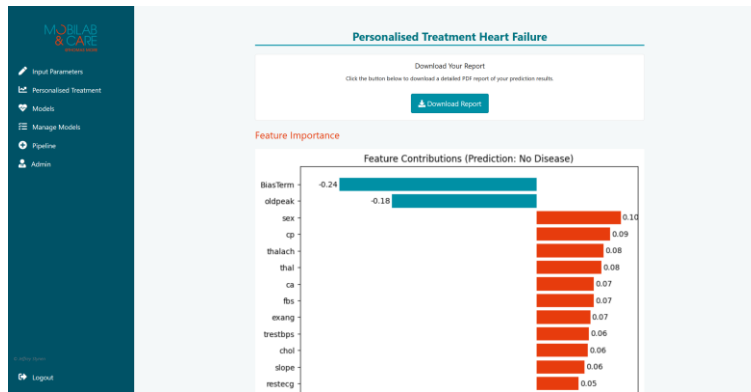 MOBILAB
& CARE
Input Parameters
Personalised Treatment
Models
Manage Models
Pipeline
Admin
Logout
Personalised Treatment Heart Failure
Download Your Report
Click the button below to download a detailed PDF report of your prediction results.
Download Report
Feature Importance
Feature Contributions (Prediction: No Disease)
BiasTerm -0.24
oldpeak -0.18
sex 0.10
cp 0.09
thalach 0.08
thal 0.08
ca 0.07
fbs 0.07
exang 0.07
trestbps 0.06
chol 0.06
slope 0.06
restecg 0.05